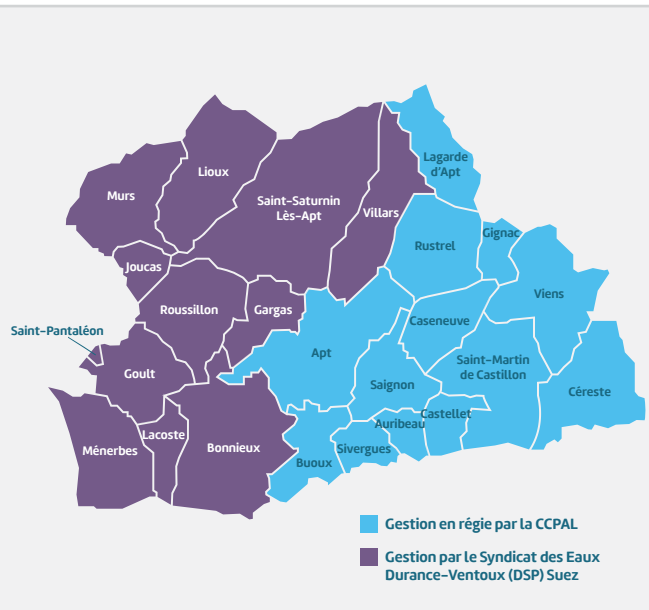 Lagarde
d'Apt
Lioux
Murs
Saint-Saturnin
Lès-Apt
Villars
Gignac
Rustrel
Joucas
Viens
Roussillon
Gargas
Caseneuve
Saint-Pantaléon
Apt
Saint-Martin
de Castillon
Goult
Saignon
Céreste
Castellet
Auribeau
Lacoste
Ménerbes
Bonnieux
Sivergues
Buoux
Gestion en régie par la CCPAL
Gestion par le Syndicat des Eaux
Durance-Ventoux (DSP) Suez